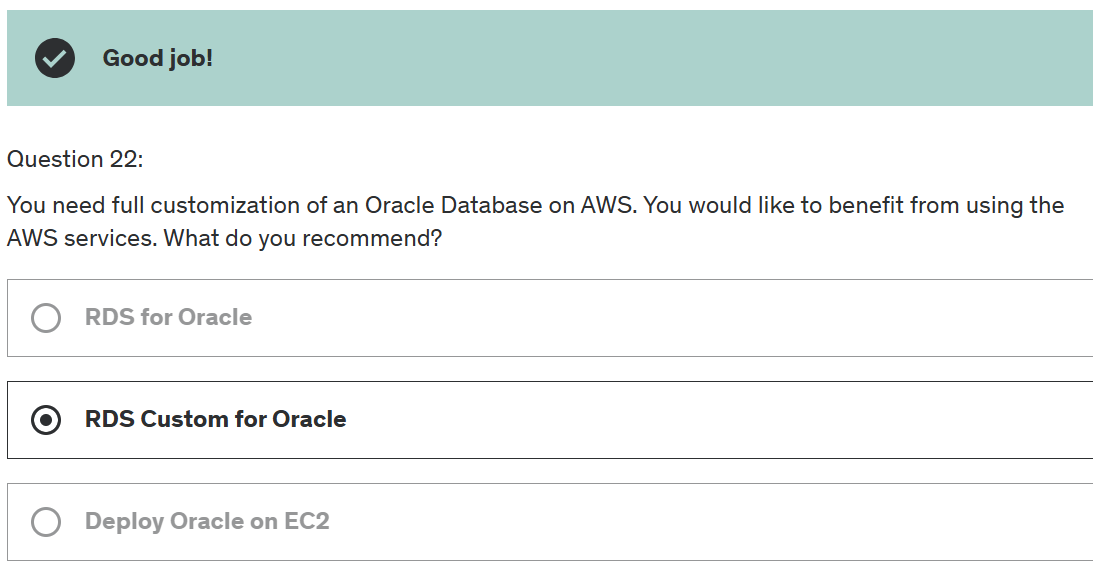 Good job!
Question 22:
You need full customization of an Oracle Database on AWS. You would like to benefit from using the
AWS services. What do you recommend?
RDS for Oracle
RDS Custom for Oracle
Deploy Oracle on EC2